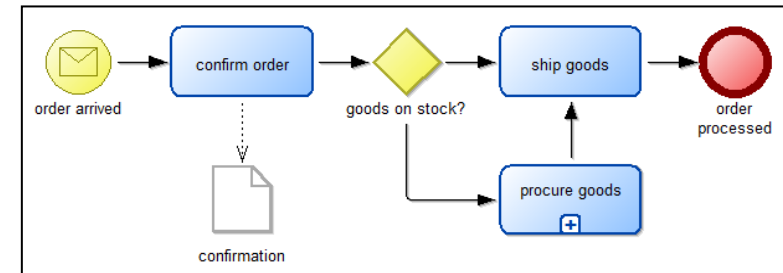 order arrived
confirm order
goods on stock?
ship goods
order
processed
procure goods
confirmation